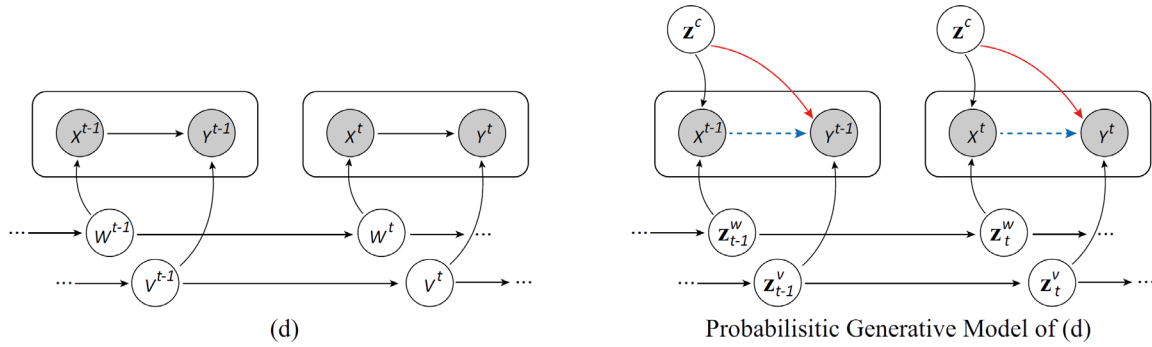 z^c z^c
X^{t-1} Y^{t-1} X^t Y^t X^{t-1} Y^{t-1} X^t Y^t
... W^{t-1} W^t ... ... z^w_{t-1} z^w_t ...
... V^{t-1} V^t ... ... z^v_{t-1} z^v_t ...
(d) Probabilisitic Generative Model of (d)